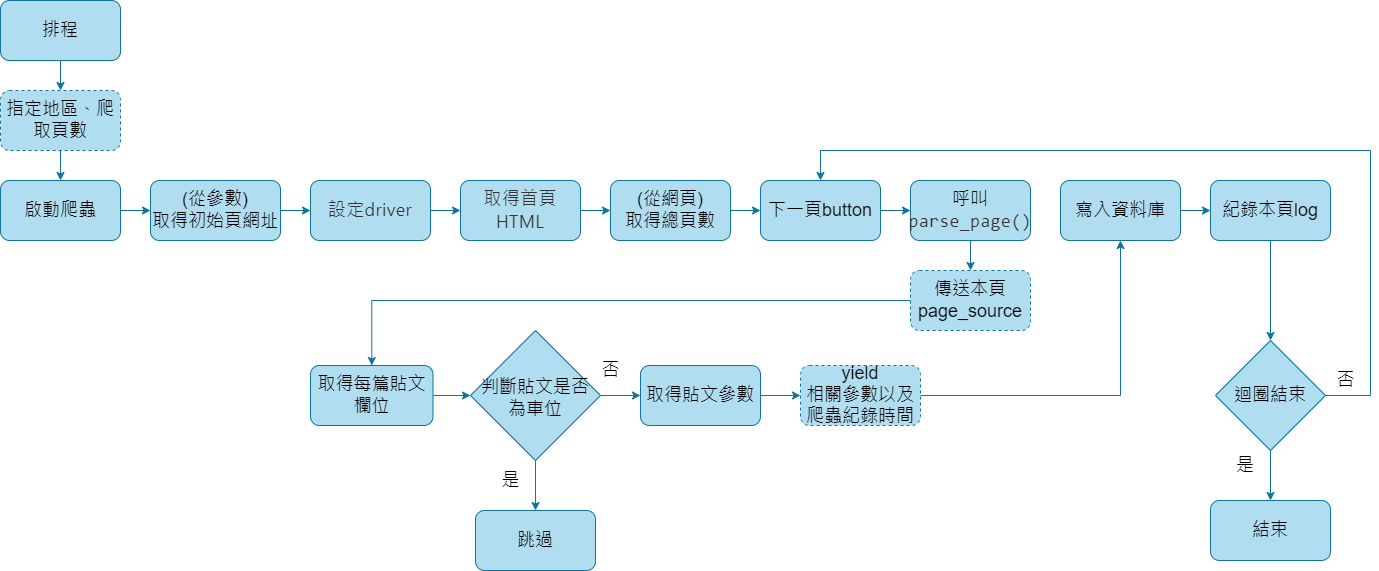 排程
指定地區、爬
取頁數
啟動爬蟲
(從參數)
取得初始頁網址
設定driver
取得首頁
HTML
(從網頁)
取得總頁數
下一頁button
呼叫
parse_page()
寫入資料庫
紀錄本頁log
傳送本頁
page_source
取得每篇貼文
欄位
判斷貼文是否
為車位
否
取得貼文參數
yield
相關參數以及
爬蟲紀錄時間
迴圈結束
否
是
是
跳過
結束